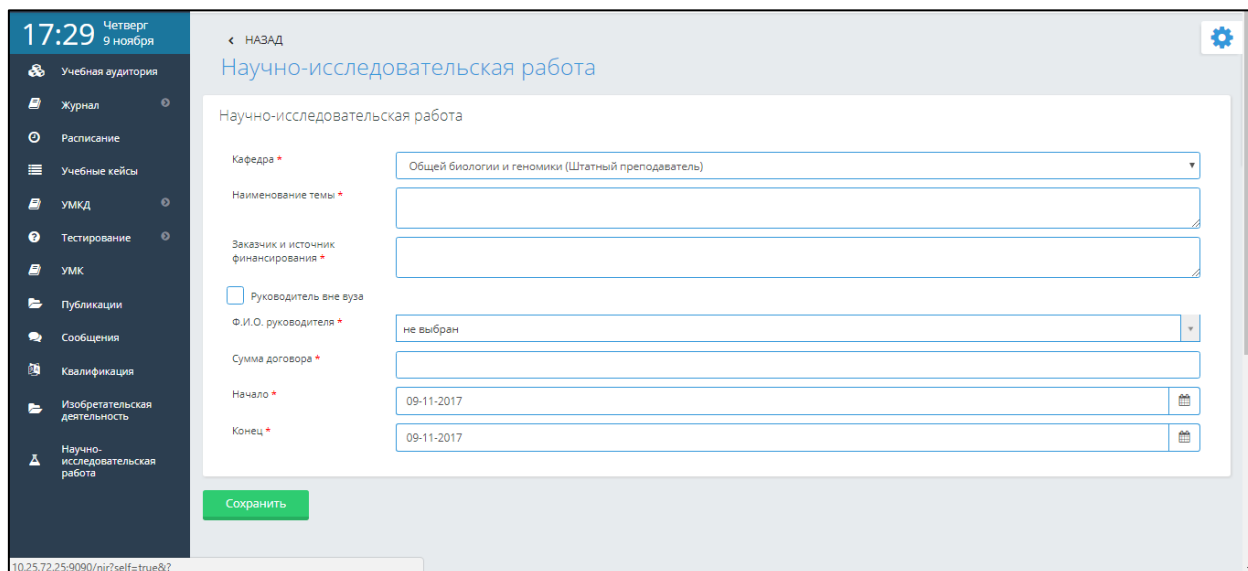 17:29 Четверг
9 ноября
Учебная аудитория
Журнал
Расписание
Учебные кейсы
УМКД
Тестирование
УМК
Публикации
Сообщения
Квалификация
Изобретательская
деятельность
Научно-
исследовательская
работа
НАЗАД
Научно-исследовательская работа
Научно-исследовательская работа
Кафедра *
Общей биологии и геномики (Штатный преподаватель)
Наименование темы *
Заказчик и источник
финансирования *
Руководитель вне вуза
Ф.И.О. руководителя *
не выбран
Сумма договора *
Начало *
09-11-2017
Конец *
09-11-2017
Сохранить
10.25.72.25:9090/nir?self=true&?